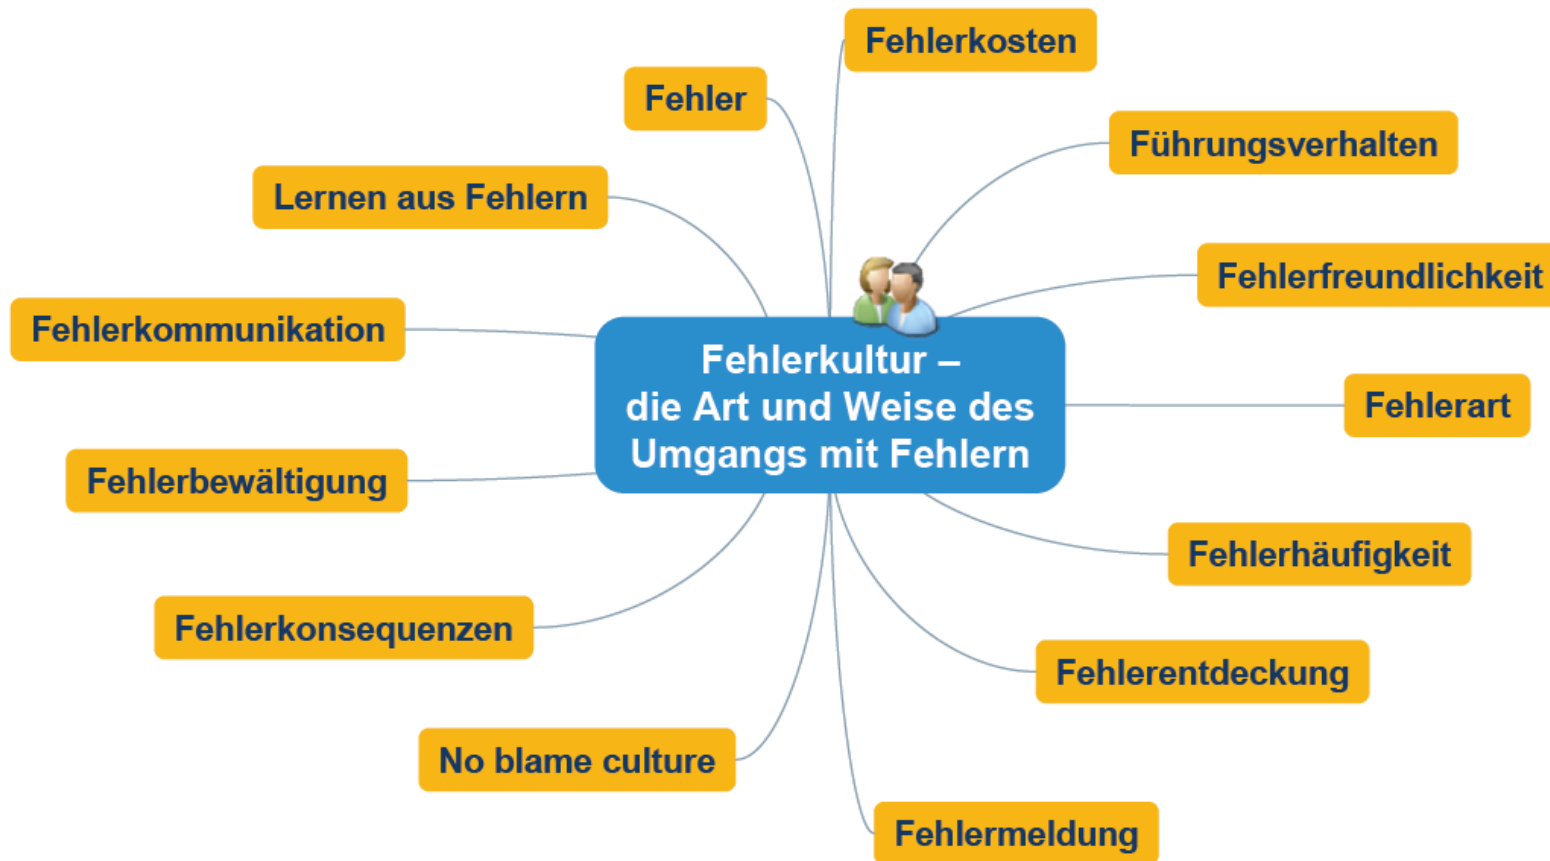 Fehlerkosten
Fehler
Führungsverhalten
Lernen aus Fehlern
Fehlerfreundlichkeit
Fehlerkommunikation
Fehlerkultur –
die Art und Weise des
Umgangs mit Fehlern
Fehlerart
Fehlerbewältigung
Fehlerhäufigkeit
Fehlerkonsequenzen
Fehlerentdeckung
No blame culture
Fehlermeldung